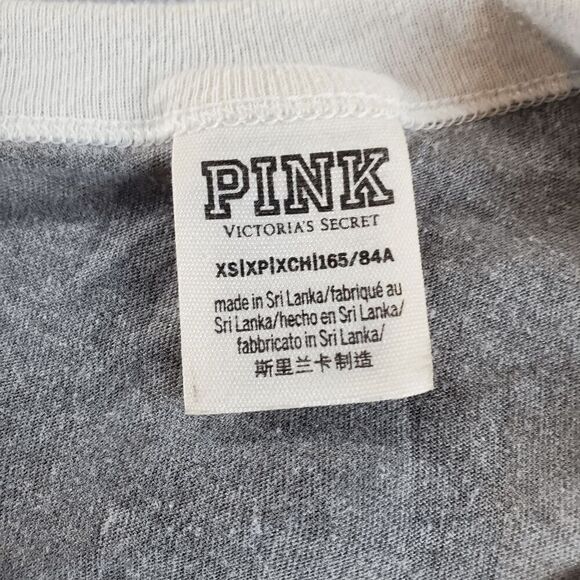 PINK
VICTORIA'S SECRET
XS|XP|XCH|165/84A
made in Sri Lanka/fabriqué au
Sri Lanka/hecho en Sri Lanka/
fabbricato in Sri Lanka/
斯里兰卡制造